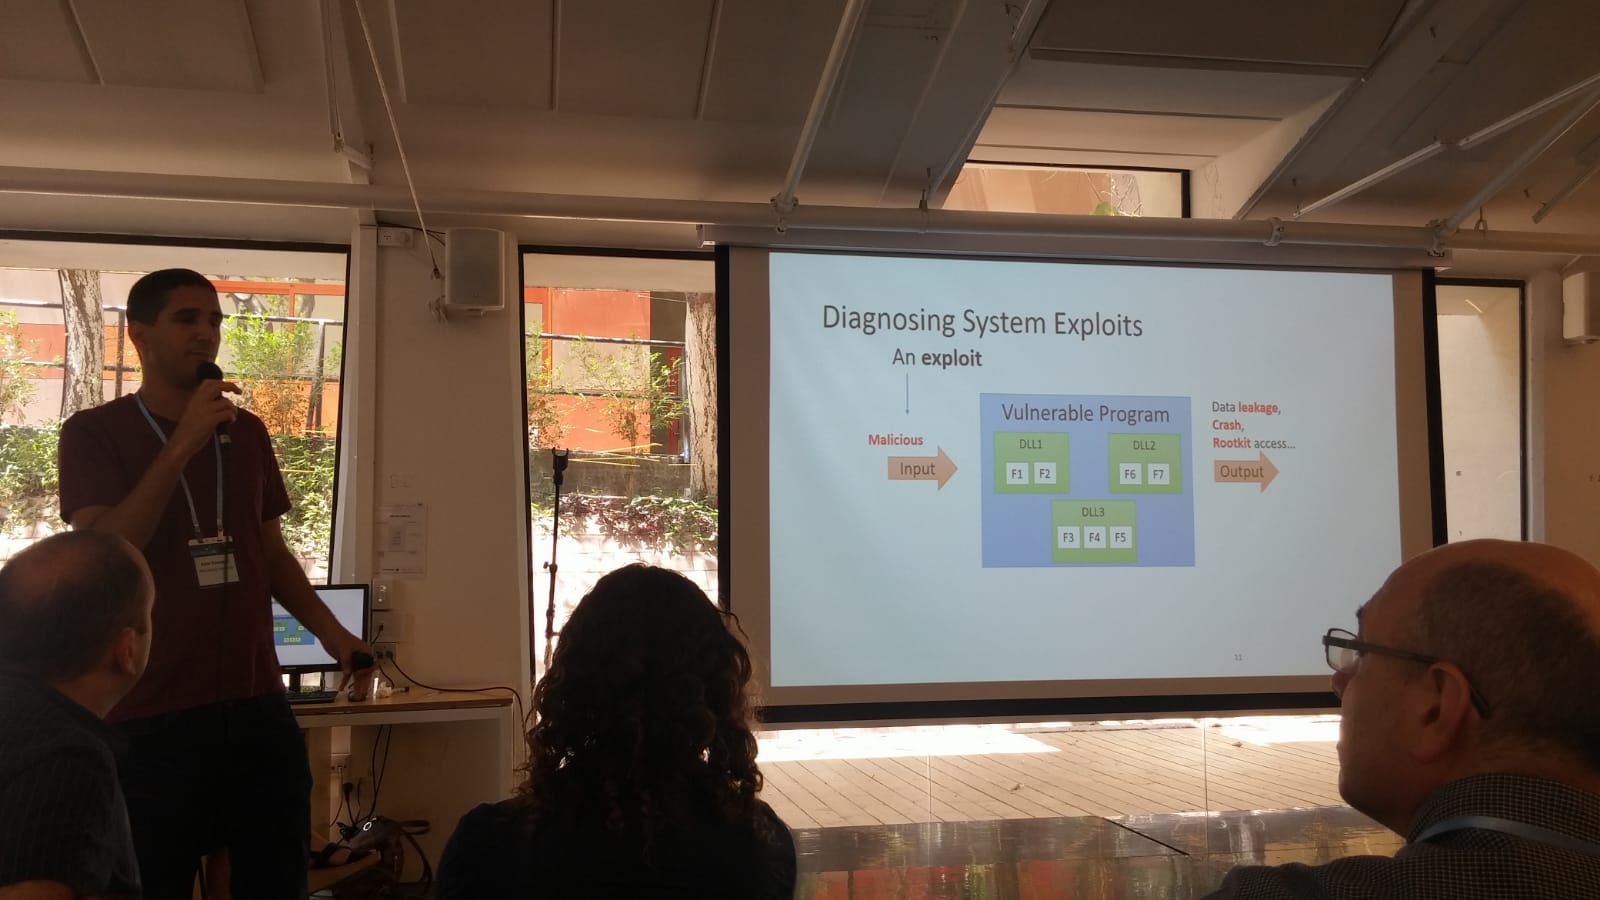 Diagnosing System Exploits
An exploit
Malicious
Input
Vulnerable Program
DLL1
F1 F2
DLL2
F6 F7
DLL3
F3 F4 F5
Data leakage,
Crash,
Rootkit access...
Output
11